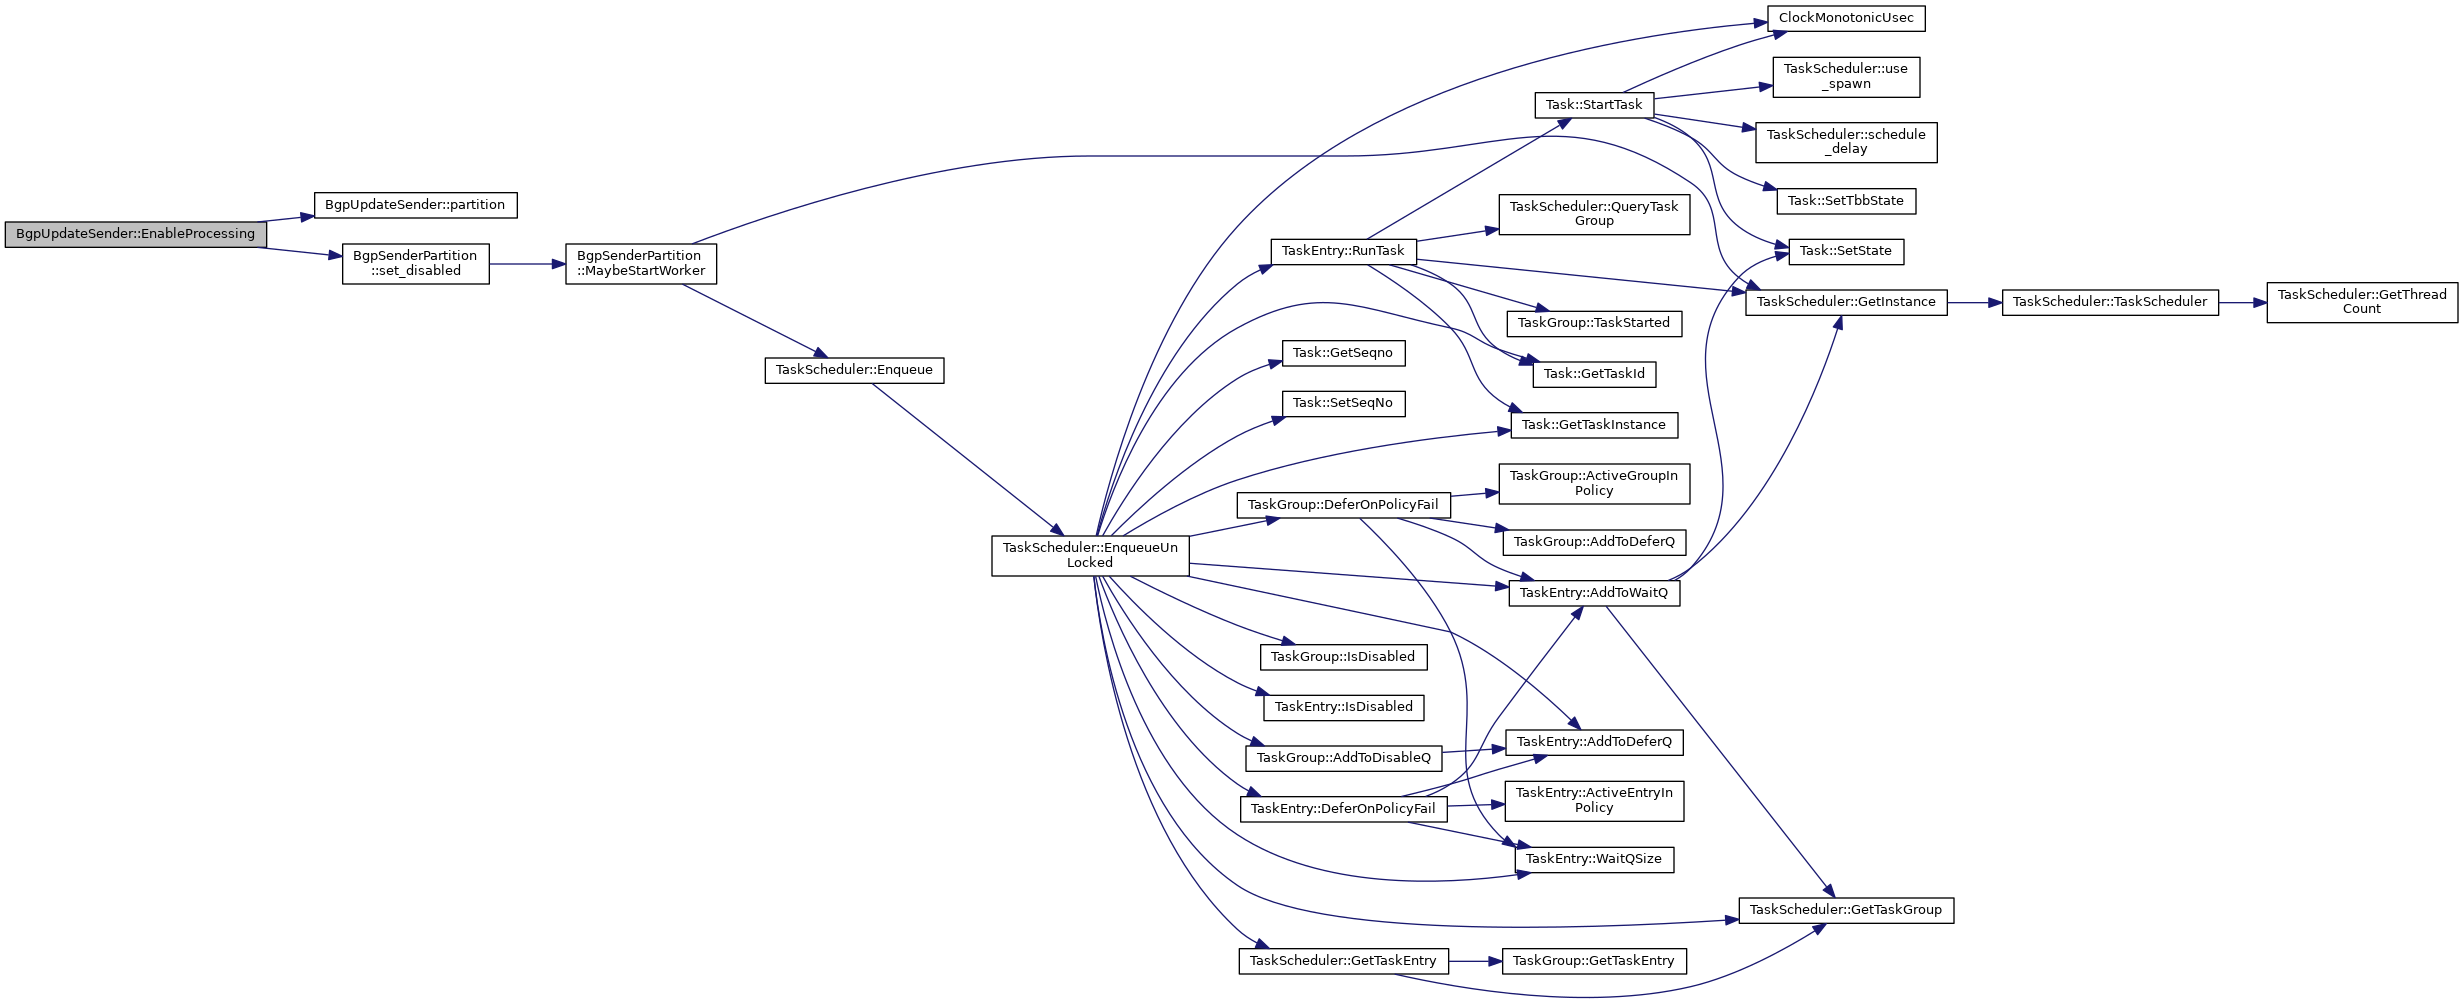 BgpUpdateSender::EnableProcessing
BgpUpdateSender::partition
BgpSenderPartition
::set_disabled
BgpSenderPartition
::MaybeStartWorker
TaskScheduler::Enqueue
TaskScheduler::EnqueueUn
Locked
TaskEntry::RunTask
Task::GetSeqno
Task::SetSeqNo
TaskGroup::DeferOnPolicyFail
TaskGroup::IsDisabled
TaskEntry::IsDisabled
TaskGroup::AddToDisableQ
TaskEntry::DeferOnPolicyFail
TaskScheduler::GetTaskEntry
Task::StartTask
TaskScheduler::QueryTask
Group
TaskGroup::TaskStarted
Task::GetTaskId
Task::GetTaskInstance
TaskGroup::ActiveGroupIn
Policy
TaskGroup::AddToDeferQ
TaskEntry::AddToWaitQ
TaskEntry::AddToDeferQ
TaskEntry::ActiveEntryIn
Policy
TaskEntry::WaitQSize
TaskGroup::GetTaskEntry
ClockMonotonicUsec
TaskScheduler::use
_spawn
TaskScheduler::schedule
_delay
Task::SetTbbState
Task::SetState
TaskScheduler::GetInstance
TaskScheduler::GetTaskGroup
TaskScheduler::TaskScheduler
TaskScheduler::GetThread
Count